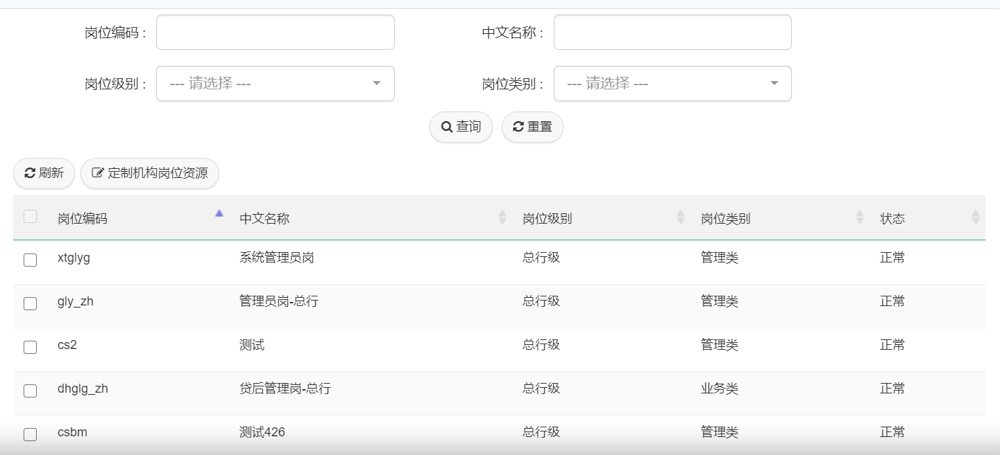 岗位编码 : 中文名称 :
岗位级别 : --- 请选择 --- 岗位类别 : --- 请选择 ---
查询 重置
刷新 定制机构岗位资源
岗位编码 中文名称 岗位级别 岗位类别 状态
xtglyg 系统管理员岗 总行级 管理类 正常
gly_zh 管理员岗-总行 总行级 管理类 正常
cs2 测试 总行级 管理类 正常
dhglg_zh 贷后管理岗-总行 总行级 业务类 正常
csbm 测试426 总行级 管理类 正常